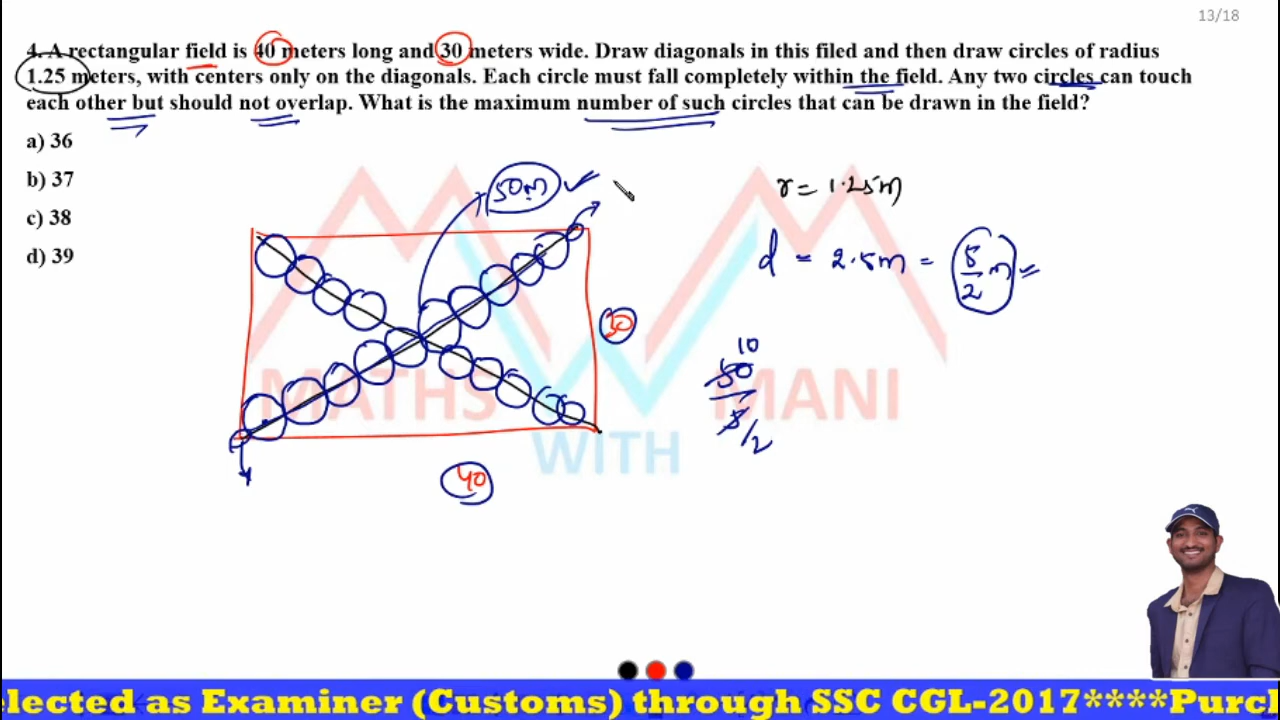 13/18
4. A rectangular field is 40 meters long and 30 meters wide. Draw diagonals in this filed and then draw circles of radius
1.25 meters, with centers only on the diagonals. Each circle must fall completely within the field. Any two circles can touch
each other but should not overlap. What is the maximum number of such circles that can be drawn in the field?
a) 36
b) 37
c) 38
d) 39
50m
r = 1.25m
d = 2.5m = 5/2 m =
30
10
50
5/2
40
MATHS WITH MANI
elected as Examiner (Customs) through SSC CGL-2017****Purcl